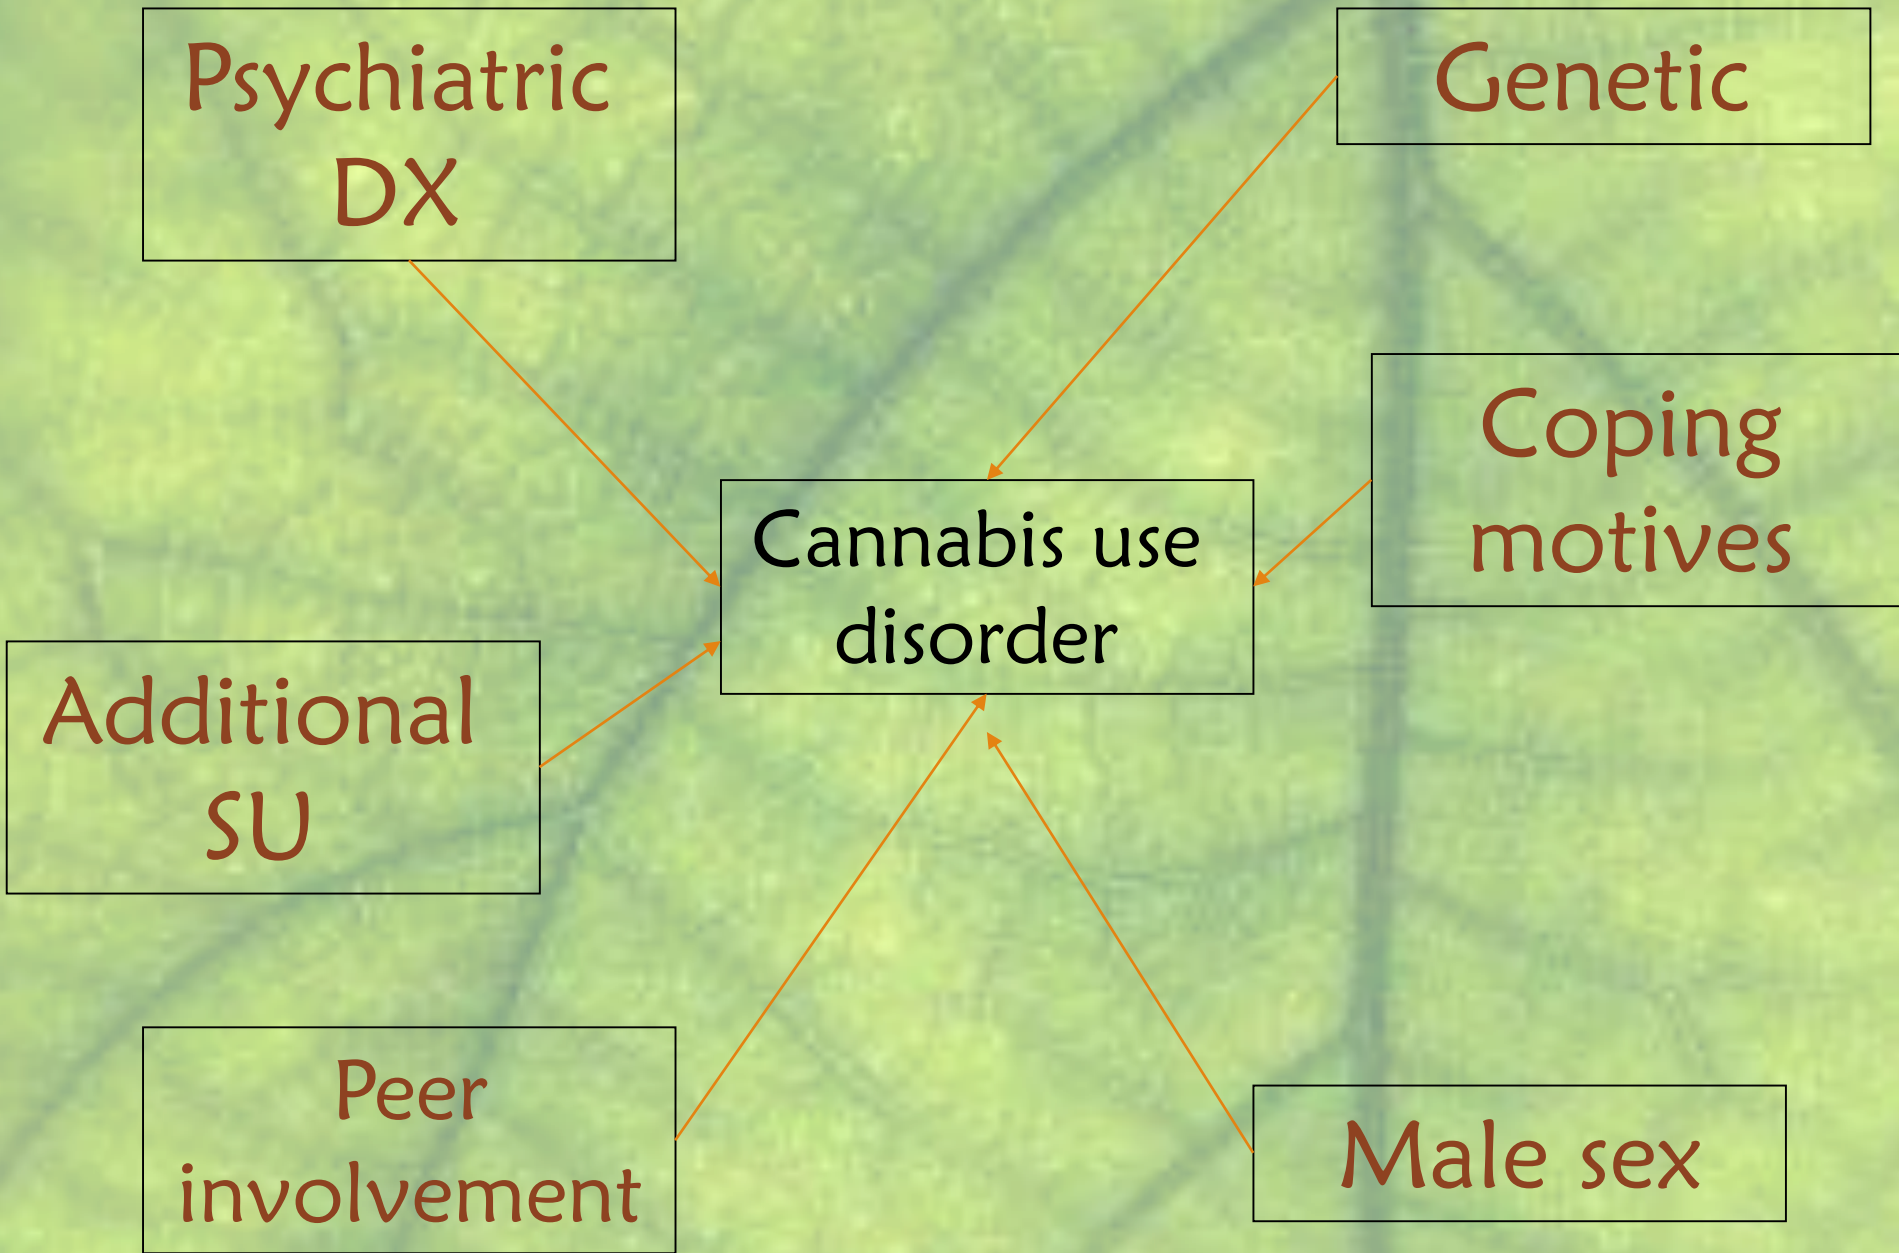 Psychiatric
DX
Genetic
Coping
motives
Cannabis use
disorder
Additional
SU
Peer
involvement
Male sex